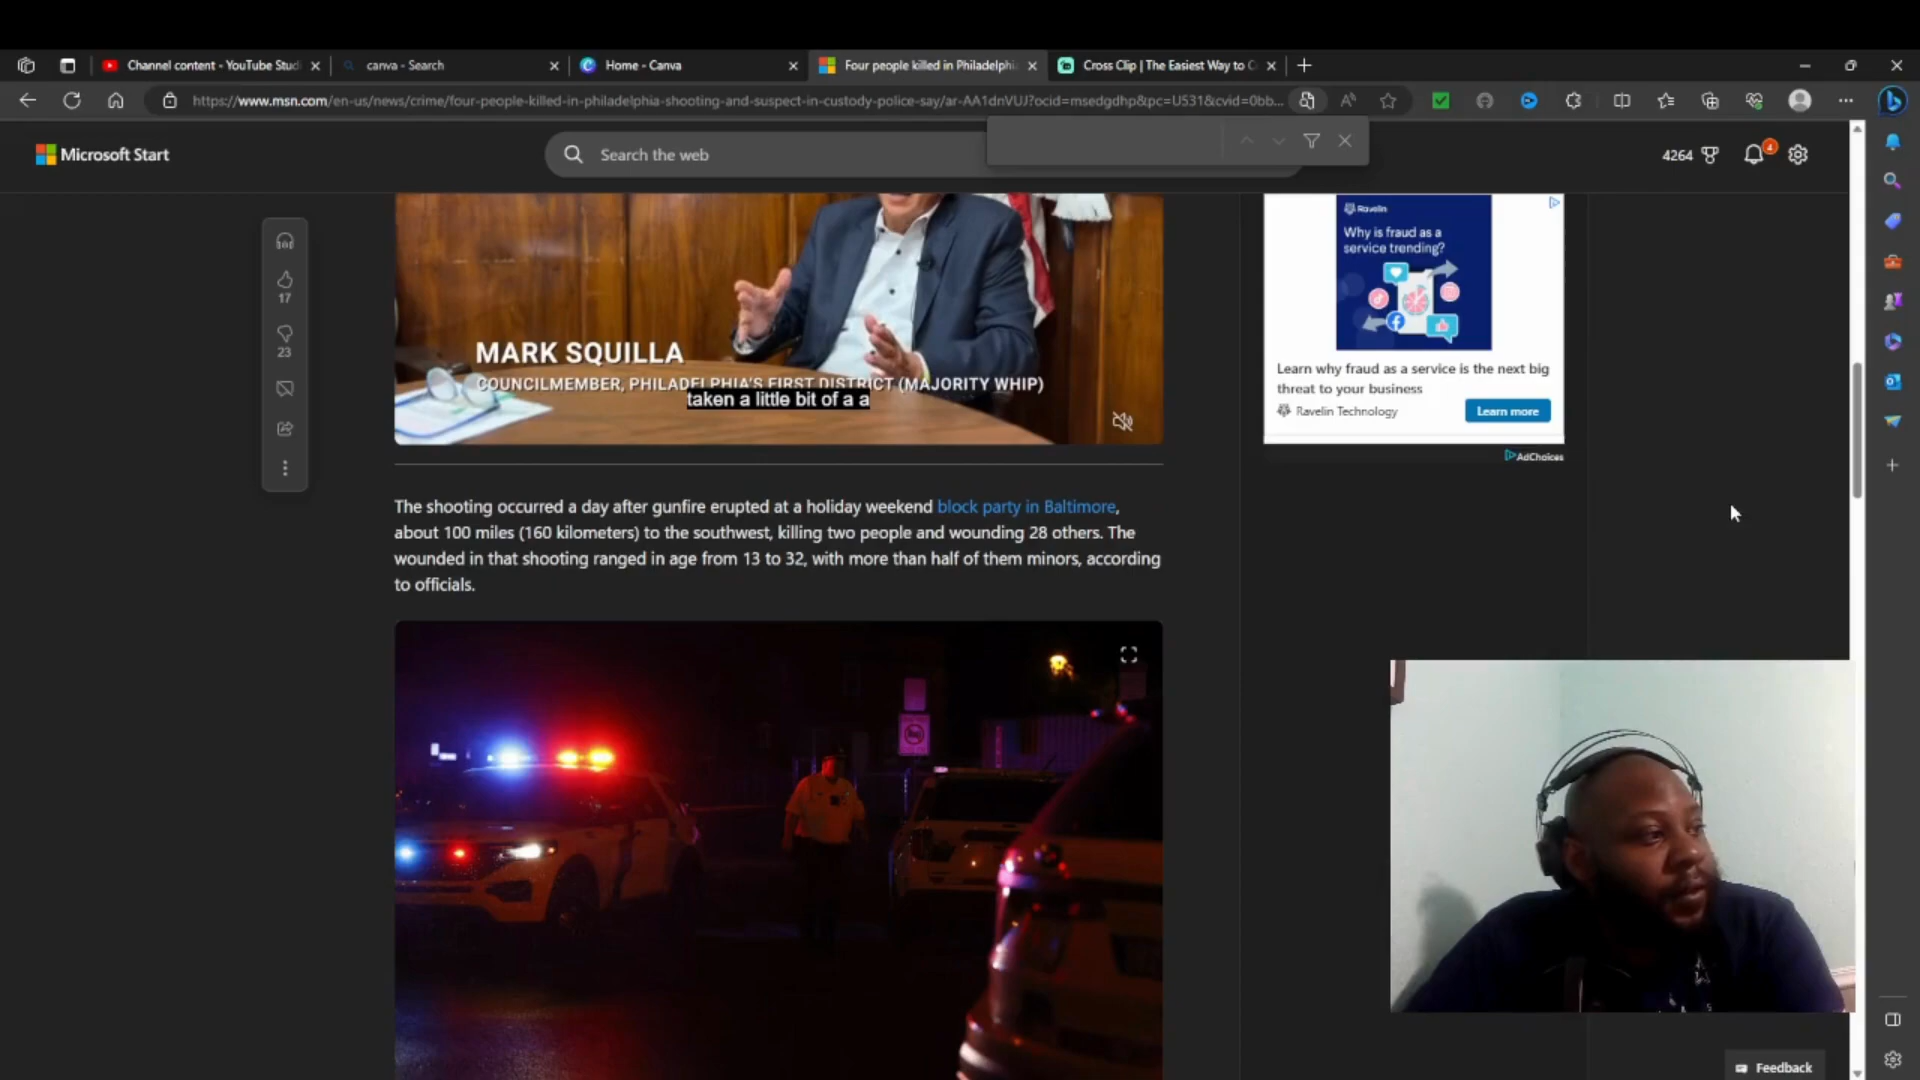 Channel content - YouTube Stud
canva - Search
Home - Canva
Four people killed in Philadelphi
Cross Clip | The Easiest Way to C
https://www.msn.com/en-us/news/crime/four-people-killed-in-philadelphia-shooting-and-suspect-in-custody-police-say/ar-AA1dnVUJ?ocid=msedgdhp&pc=U531&cvid=0bb...
Microsoft Start
Search the web
4264
4
17
23
MARK SQUILLA
COUNCILMEMBER, PHILADELPHIA'S FIRST DISTRICT (MAJORITY WHIP)
taken a little bit of a a
Ravelin
Why is fraud as a
service trending?
Learn why fraud as a service is the next big
threat to your business
Ravelin Technology
Learn more
AdChoices
The shooting occurred a day after gunfire erupted at a holiday weekend block party in Baltimore,
about 100 miles (160 kilometers) to the southwest, killing two people and wounding 28 others. The
wounded in that shooting ranged in age from 13 to 32, with more than half of them minors, according
to officials.
Feedback